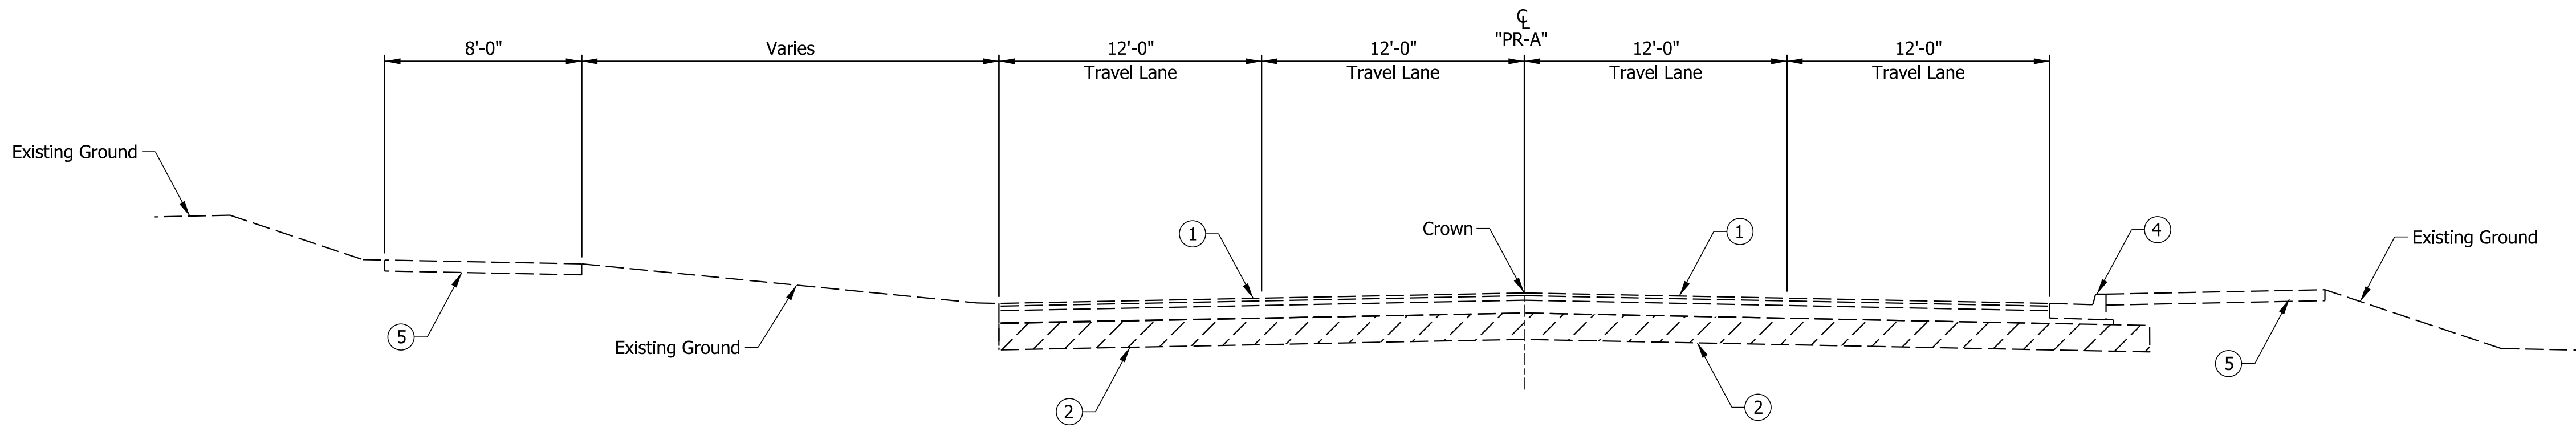 ℄
"PR-A"
8'-0"
Varies
12'-0"
12'-0"
12'-0"
12'-0"
Travel Lane
Travel Lane
Travel Lane
Travel Lane
Existing Ground
1
Crown
1
4
Existing Ground
5
Existing Ground
5
2
2